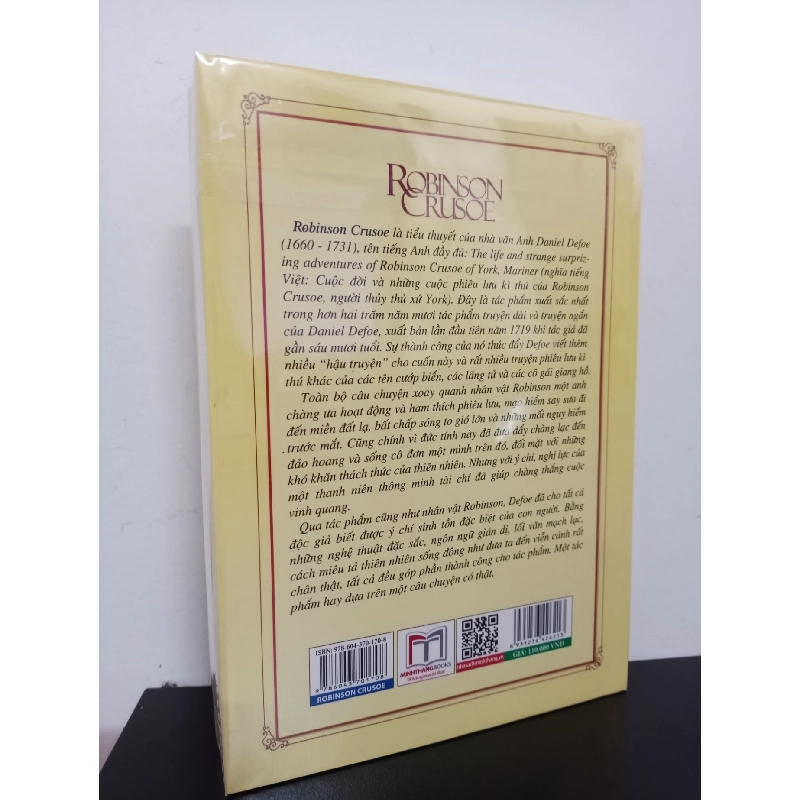 ROBINSON
CRUSOE
Robinson Crusoe là tiểu thuyết của nhà văn Anh Daniel Defoe
(1660 - 1731), tên tiếng Anh đầy đủ: The life and strange surpriz-
ing adventures of Robinson Crusoe of York, Mariner (nghĩa tiếng
Việt: Cuộc đời và những cuộc phiêu lưu kì thú của Robinson
Crusoe, người thủy thủ xứ York). Đây là tác phẩm xuất sắc nhất
trong hơn hai trăm năm mươi tác phẩm truyện dài và truyện ngắn
của Daniel Defoe, xuất bản lần đầu tiên năm 1719 khi tác giả đã
gần sáu mươi tuổi. Sự thành công của nó thúc đẩy Defoe viết thêm
nhiều “hậu truyện” cho cuốn này và rất nhiều truyện phiêu lưu kì
thú khác của các tên cướp biển, các lãng tử và các cô gái giang hồ.
Toàn bộ câu chuyện xoay quanh nhân vật Robinson một anh
chàng ưa hoạt động và ham thích phiêu lưu, mạo hiểm say sưa đi
đến miền đất lạ, bất chấp sóng to gió lớn và những mối nguy hiểm
trước mắt. Cũng chính vì đức tính này đã đưa đẩy chàng lạc đến
đảo hoang và sống cô đơn một mình trên đó, đối mặt với những
khó khăn thách thức của thiên nhiên. Nhưng với ý chí, nghị lực của
một thanh niên thông minh tài chí đã giúp chàng thắng cuộc
vinh quang.
Qua tác phẩm cũng như nhân vật Robinson, Defoe đã cho tất cả
độc giả biết được ý chí sinh tồn đặc biệt của con người. Bằng
những nghệ thuật đặc sắc, ngôn ngữ giản dị, lối văn mạch lạc,
cách miêu tả thiên nhiên sống động như đưa ta đến viễn cảnh rất
chân thật, tất cả đều góp phần thành công cho tác phẩm. Một tác
phẩm hay dựa trên một câu chuyện có thật.
ISBN: 978-604-370-170-8
9 786043 701708
ROBINSON CRUSOE
MINHTHANGBOOKS
nhasachminhthang.vn
GIÁ: 110.000 VNĐ